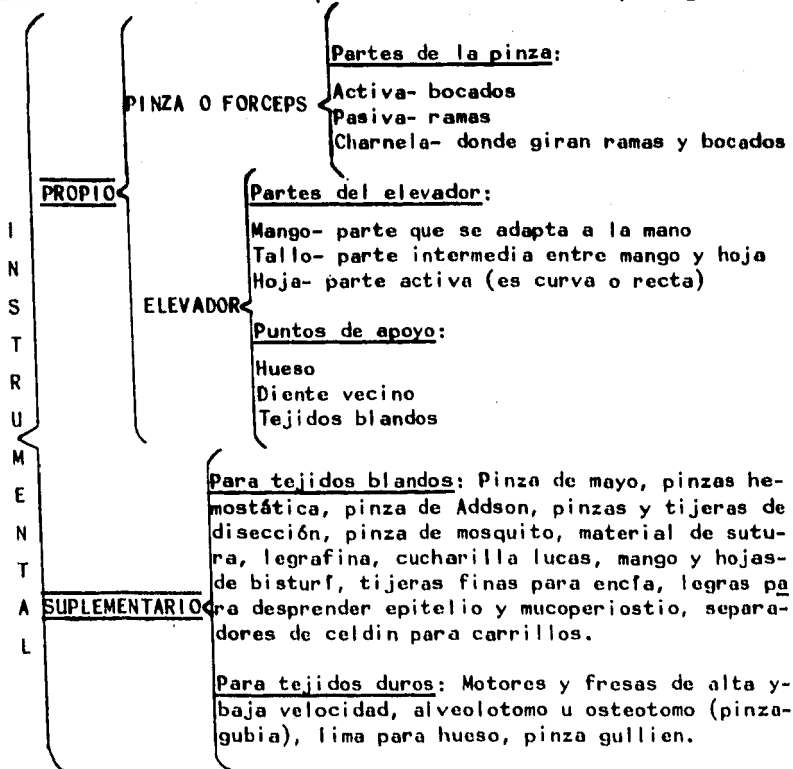 Partes de la pinza:
Activa- bocados
PINZA O FORCEPS
Pasiva- ramas
Charnela- donde giran ramas y bocados
PROPIO
Partes del elevador:
Mango- parte que se adapta a la mano
Tallo- parte intermedia entre mango y hoja
Hoja- parte activa (es curva o recta)
ELEVADOR
Puntos de apoyo:
Hueso
Diente vecino
Tejidos blandos
INSTRUMENTAL
Para tejidos blandos: Pinza de mayo, pinzas he-
mostática, pinza de Addson, pinzas y tijeras de
disección, pinza de mosquito, material de sutu-
ra, legrafina, cucharilla lucas, mango y hojas-
de bisturí, tijeras finas para encía, legras pa
SUPLEMENTARIO
ra desprender epitelio y mucoperiostio, separa-
dores de celdin para carrillos.
Para tejidos duros: Motores y fresas de alta y-
baja velocidad, alveolotomo u osteotomo (pinza-
gubia), lima para hueso, pinza gullien.